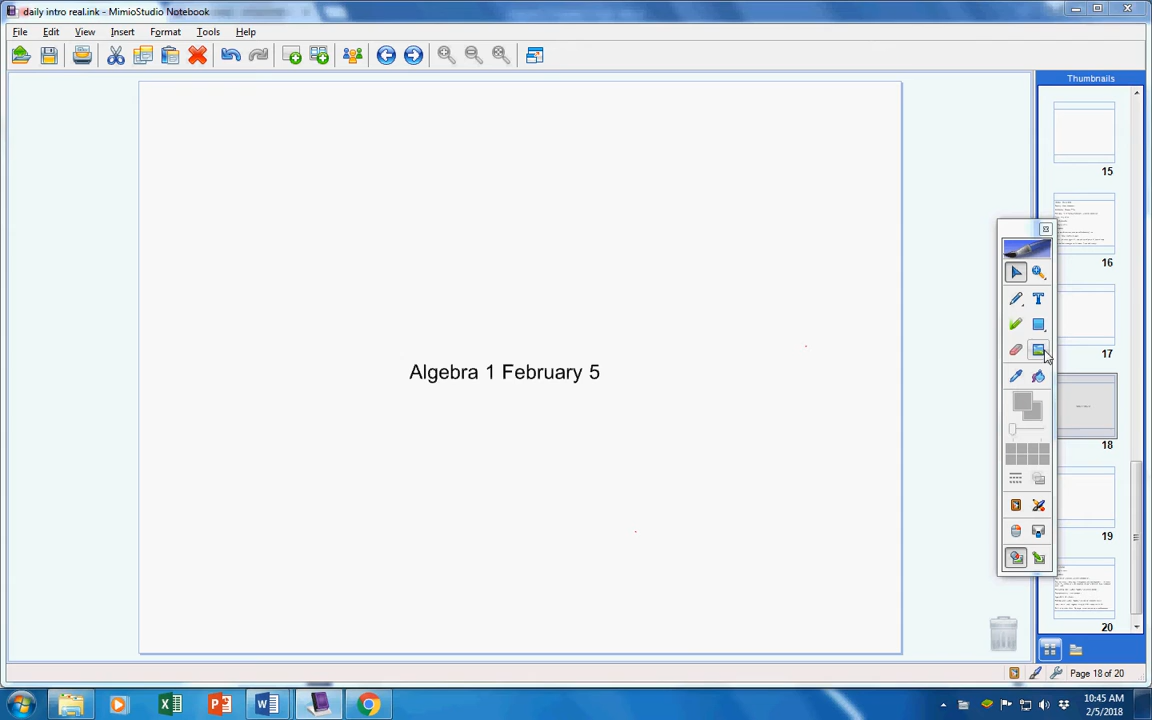 daily intro real.ink - MimioStudio Notebook
File Edit View Insert Format Tools Help
Thumbnails
15
16
17
18
19
20
Algebra 1 February 5
Page 18 of 20
10:45 AM
2/5/2018